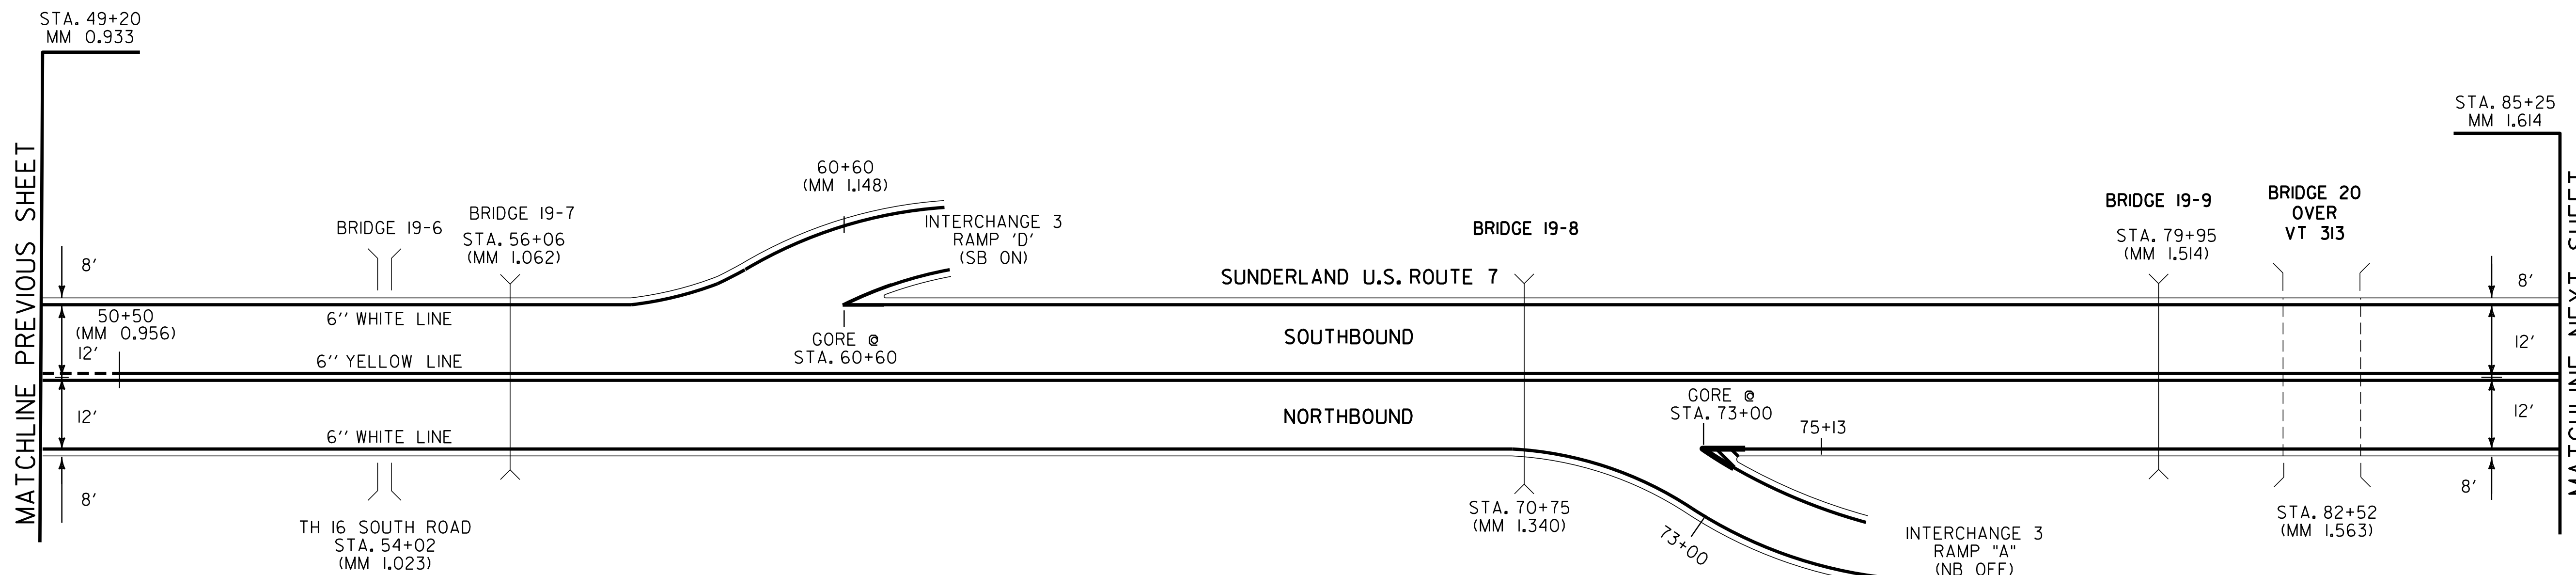 STA. 49+20
MM 0.933
MATCHLINE PREVIOUS SHEET
8'
50+50
(MM 0.956)
12'
12'
8'
BRIDGE 19-6
BRIDGE 19-7
STA. 56+06
(MM 1.062)
6'' WHITE LINE
6'' YELLOW LINE
6'' WHITE LINE
TH 16 SOUTH ROAD
STA. 54+02
(MM 1.023)
60+60
(MM 1.148)
INTERCHANGE 3
RAMP 'D'
(SB ON)
GORE @
STA. 60+60
SUNDERLAND U.S. ROUTE 7
SOUTHBOUND
NORTHBOUND
BRIDGE 19-8
STA. 70+75
(MM 1.340)
GORE @
STA. 73+00
75+13
73+00
INTERCHANGE 3
RAMP "A"
(NB OFF)
BRIDGE 19-9
STA. 79+95
(MM 1.514)
BRIDGE 20
OVER
VT 313
STA. 82+52
(MM 1.563)
STA. 85+25
MM 1.614
8'
12'
12'
8'
MATCHLINE NEXT SHEET